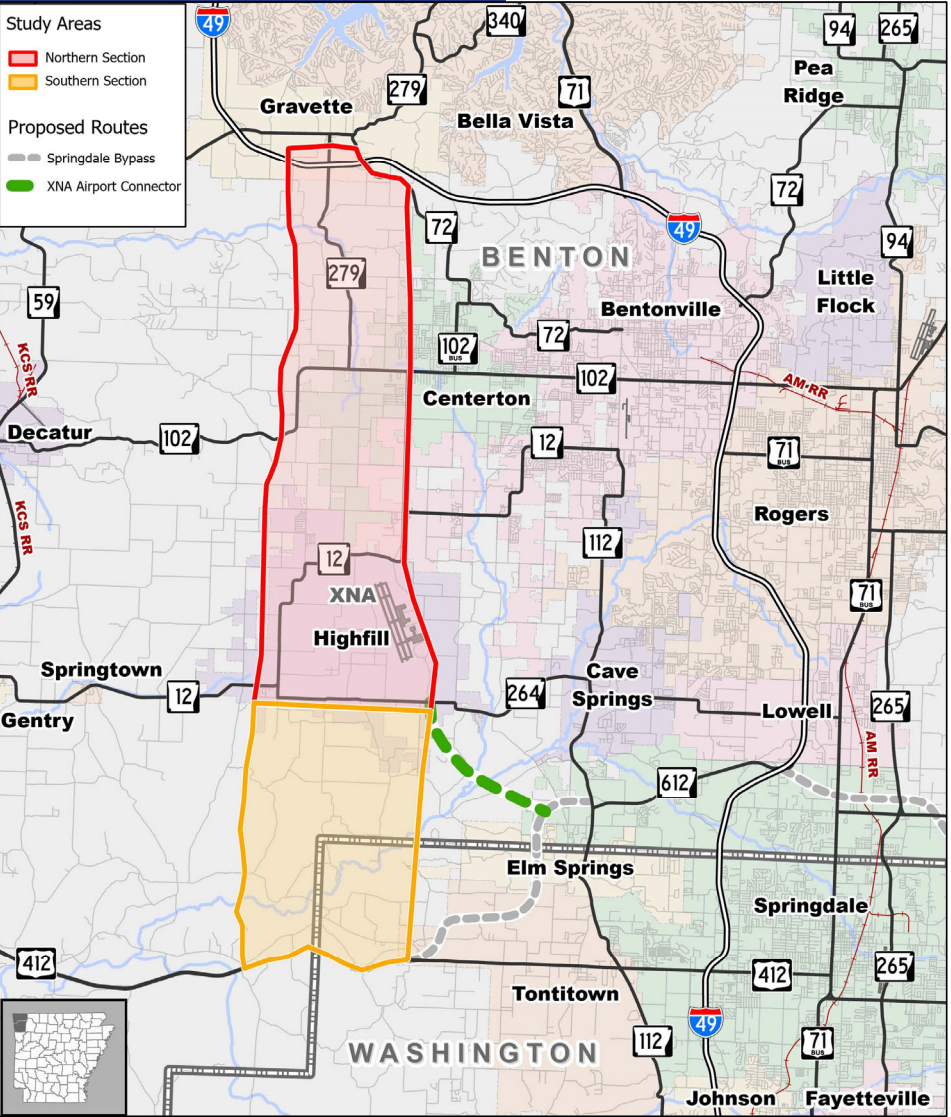 Study Areas
Northern Section
Southern Section
Proposed Routes
Springdale Bypass
XNA Airport Connector
49
340
94
265
279
71
Pea
Ridge
Gravette
Bella Vista
72
72
94
49
BENTON
279
59
Little
Flock
Bentonville
72
102
BUS
KCS RR
102
AM RR
Centerton
Decatur
102
12
71
BUS
KCS RR
Rogers
112
12
XNA
71
BUS
Highfill
Springtown
Cave
Springs
12
264
265
Gentry
Lowell
AM RR
612
Elm Springs
Springdale
412
412
265
Tontitown
49
112
71
BUS
WASHINGTON
Johnson
Fayetteville